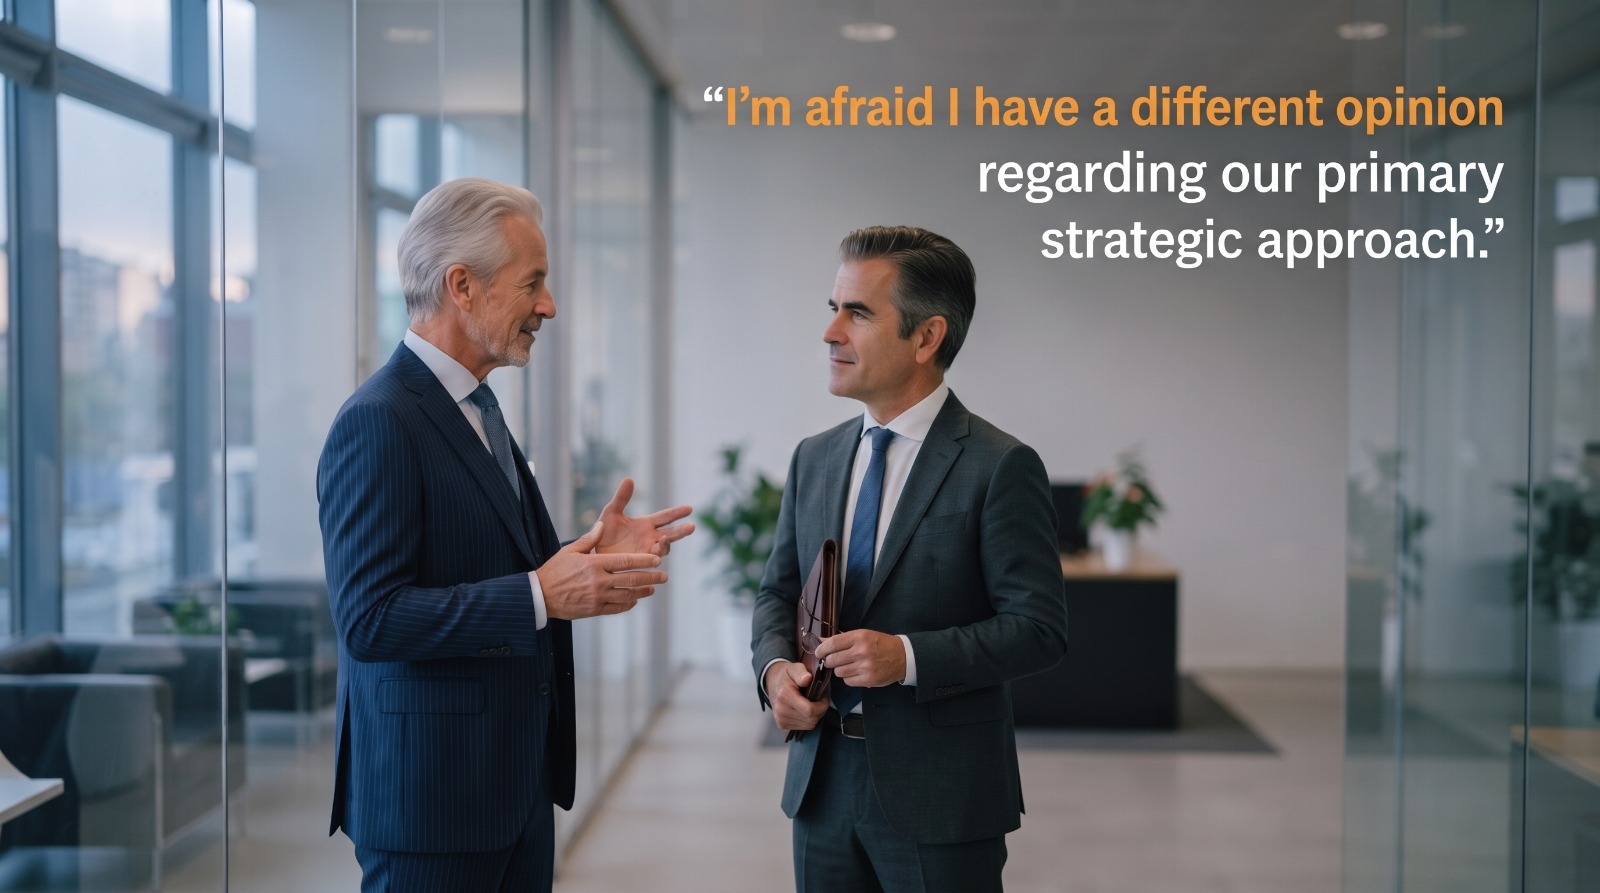 “I’m afraid I have a different opinion
regarding our primary
strategic approach.”